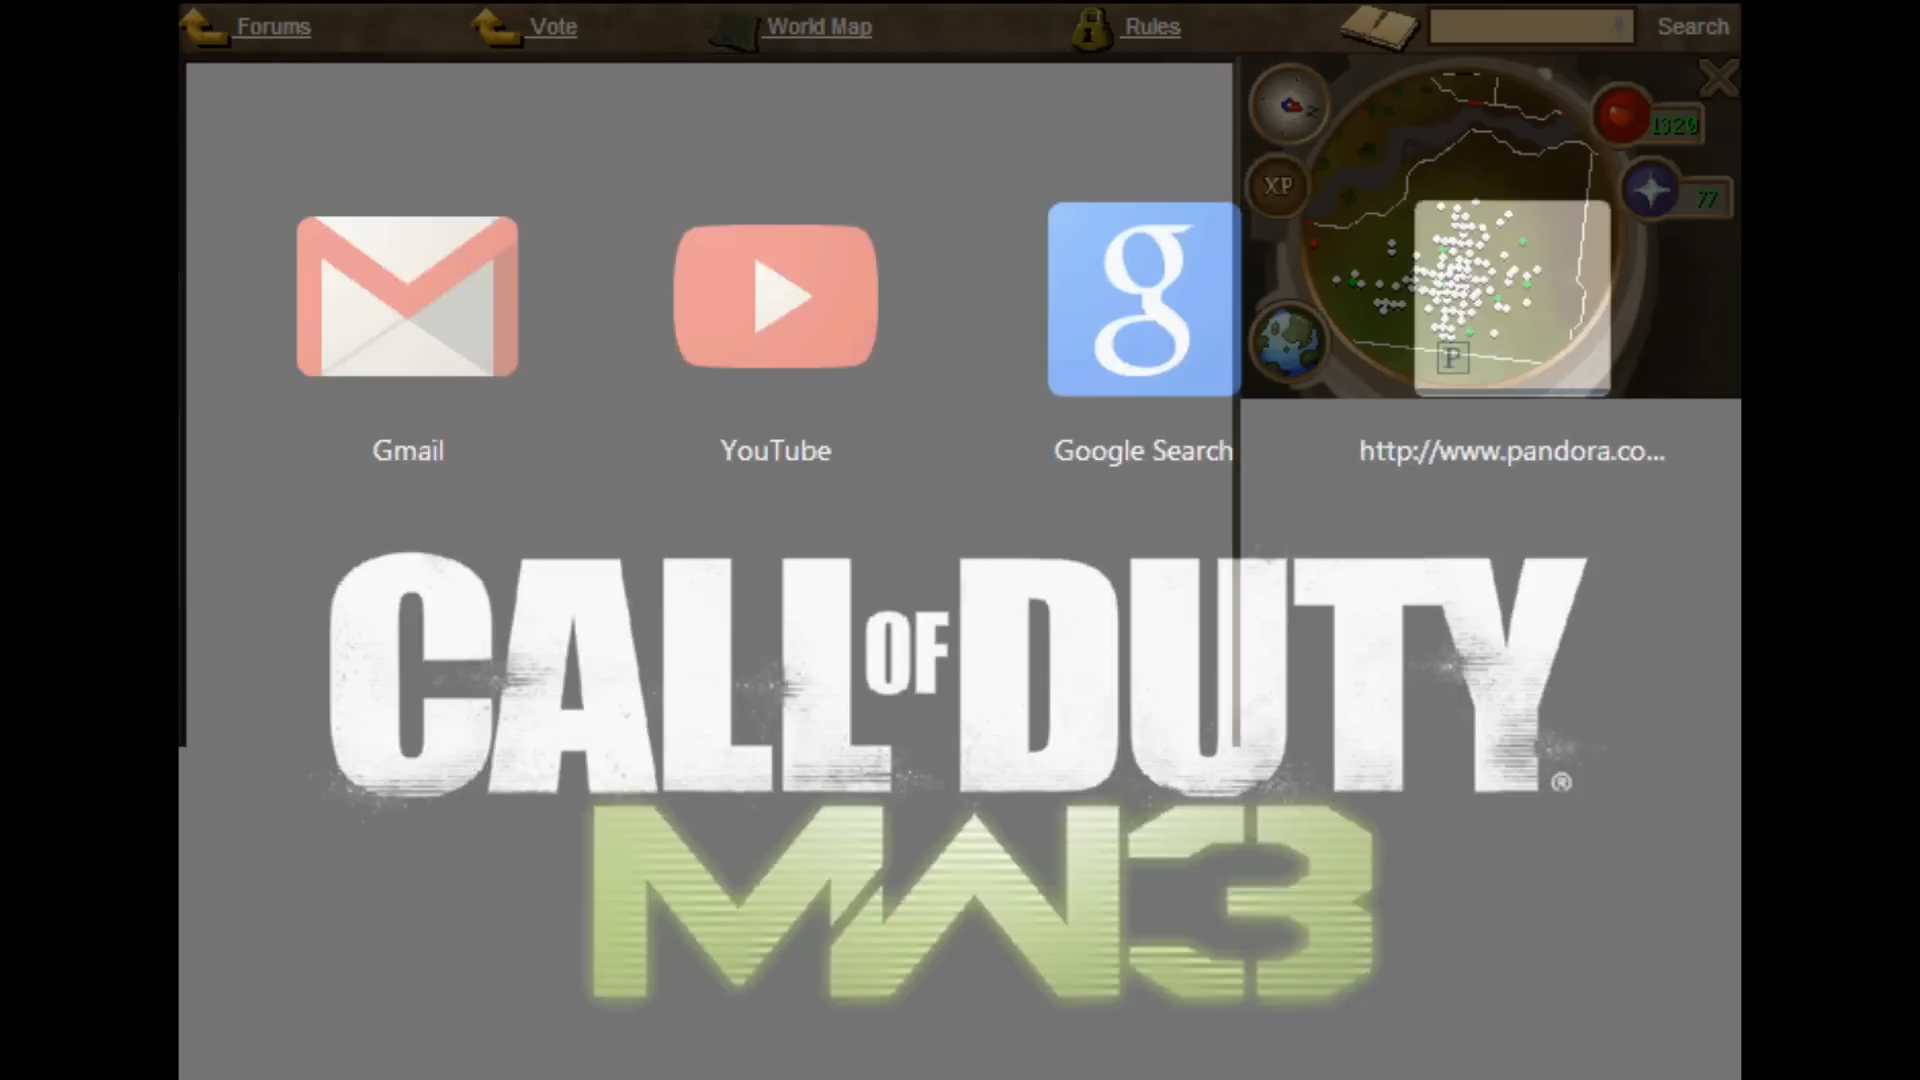 Forums Vote World Map Rules Search
XP 1320
77
P
Gmail YouTube Google Search http://www.pandora.co...
CALL OF DUTY®
MW3